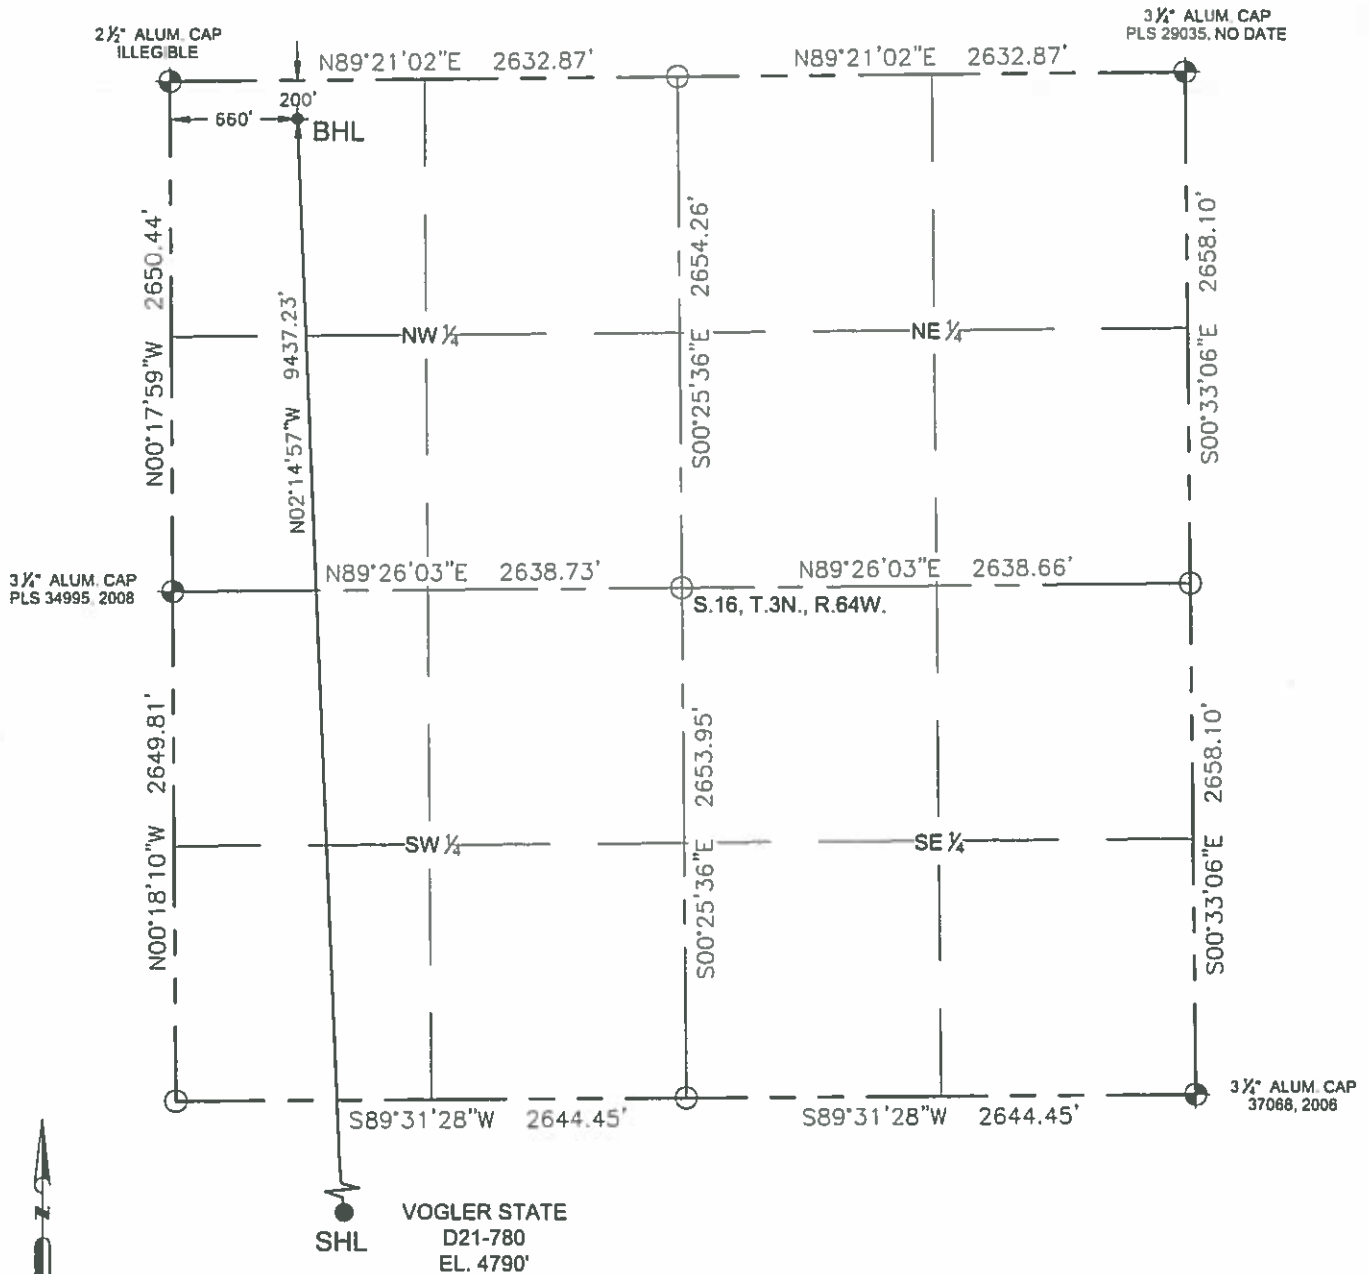 2½" ALUM. CAP
ILLEGIBLE
3¼" ALUM. CAP
PLS 29035, NO DATE
N89°21'02"E 2632.87'
N89°21'02"E 2632.87'
200'
660'
BHL
N00°17'59"W 2650.44'
N02°14'57"W 9437.23'
S00°25'36"E 2654.26'
S00°33'06"E 2658.10'
NW ¼
NE ¼
3¼" ALUM. CAP
PLS 34995, 2008
N89°26'03"E 2638.73'
N89°26'03"E 2638.66'
S.16, T.3N., R.64W.
N00°18'10"W 2649.81'
S00°25'36"E 2653.95'
S00°33'06"E 2658.10'
SW ¼
SE ¼
S89°31'28"W 2644.45'
S89°31'28"W 2644.45'
3¼" ALUM. CAP
37068, 2006
Z
SHL
VOGLER STATE
D21-780
EL. 4790'